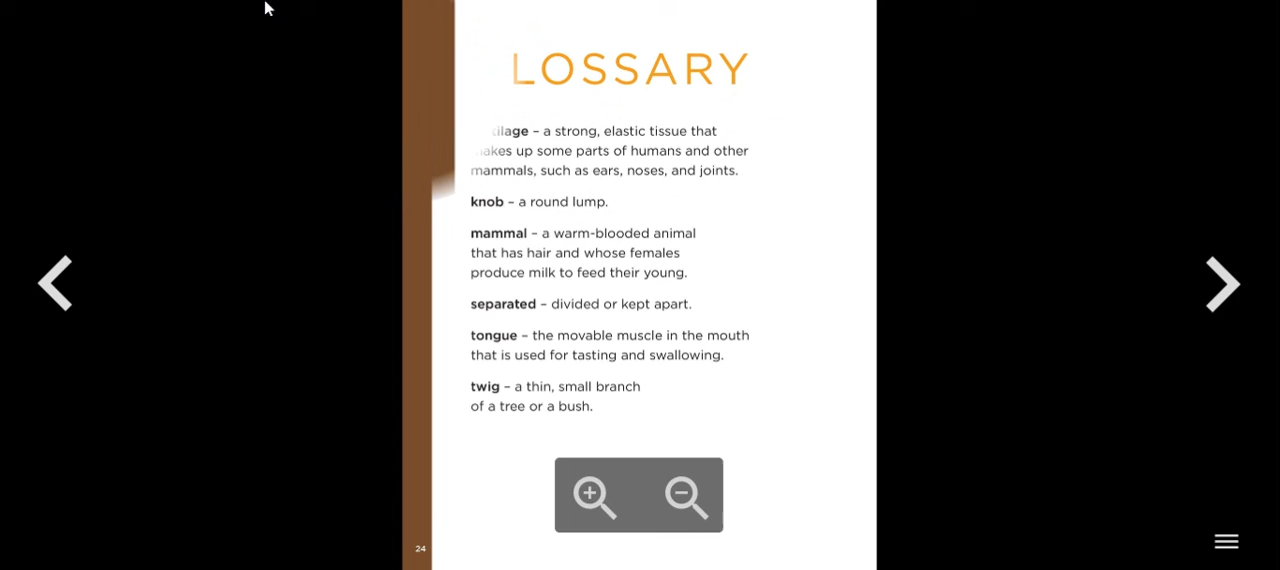 LOSSARY
ilage – a strong, elastic tissue that
akes up some parts of humans and other
mammals, such as ears, noses, and joints.
knob – a round lump.
mammal – a warm-blooded animal
that has hair and whose females
produce milk to feed their young.
separated – divided or kept apart.
tongue – the movable muscle in the mouth
that is used for tasting and swallowing.
twig – a thin, small branch
of a tree or a bush.
24